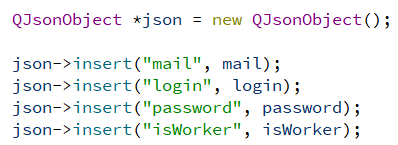 QJsonObject *json = new QJsonObject();
json->insert("mail", mail);
json->insert("login", login);
json->insert("password", password);
json->insert("isWorker", isWorker);